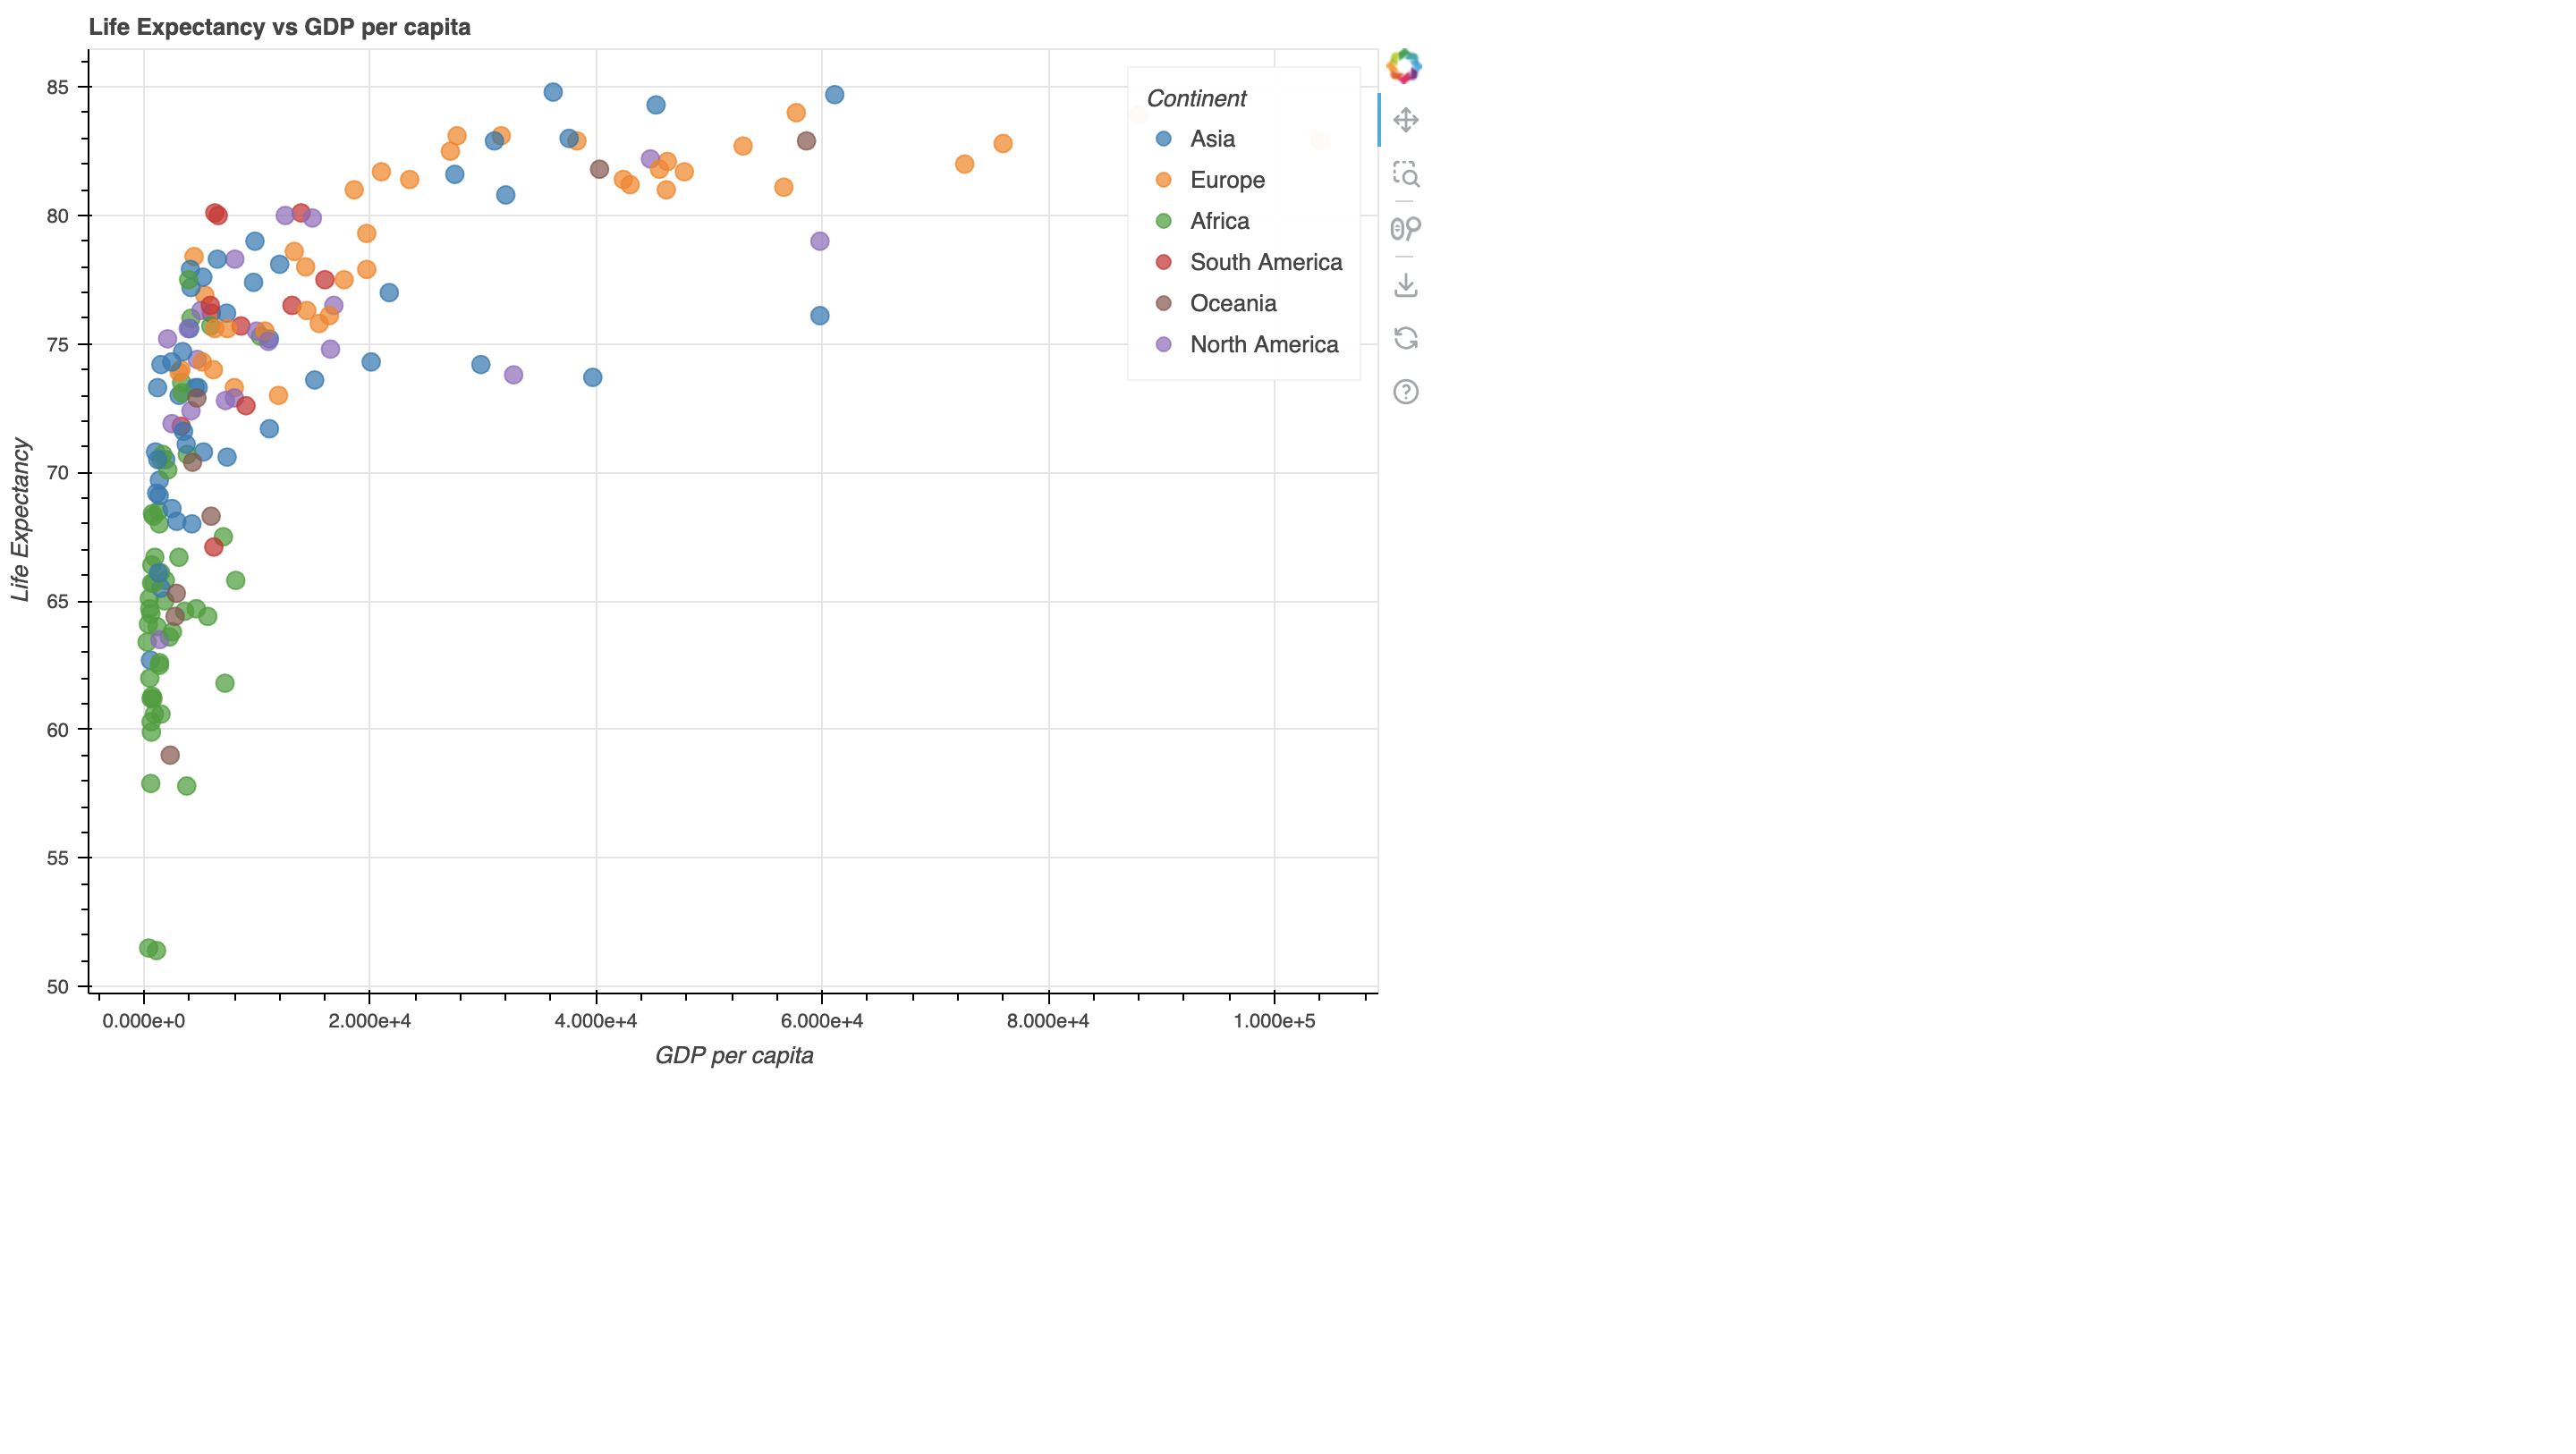 Life Expectancy vs GDP per capita
Continent
Asia
Europe
Africa
South America
Oceania
North America
85
80
75
70
65
60
55
50
Life Expectancy
0.000e+0 2.000e+4 4.000e+4 6.000e+4 8.000e+4 1.000e+5
GDP per capita